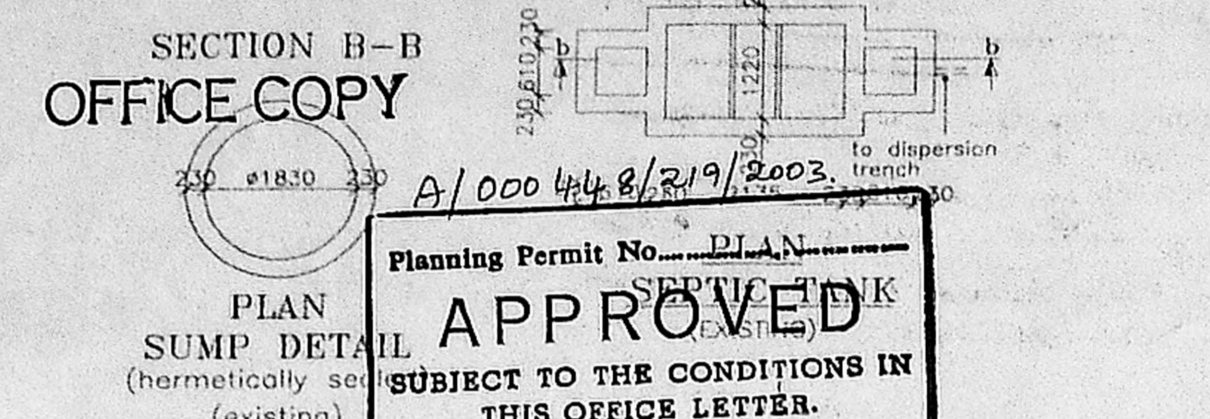 SECTION B-B
OFFICE COPY
230 ø1830 230
PLAN
SUMP DETAIL
(hermetically
(existing)
230 610 230
b
1220
b
to dispersion
trench
A/000448/219/2003.
Planning Permit No.
PLAN
SEPTIC TANK
(EXISTING)
APPROVED
SUBJECT TO THE CONDITIONS IN
THIS OFFICE LETTER.